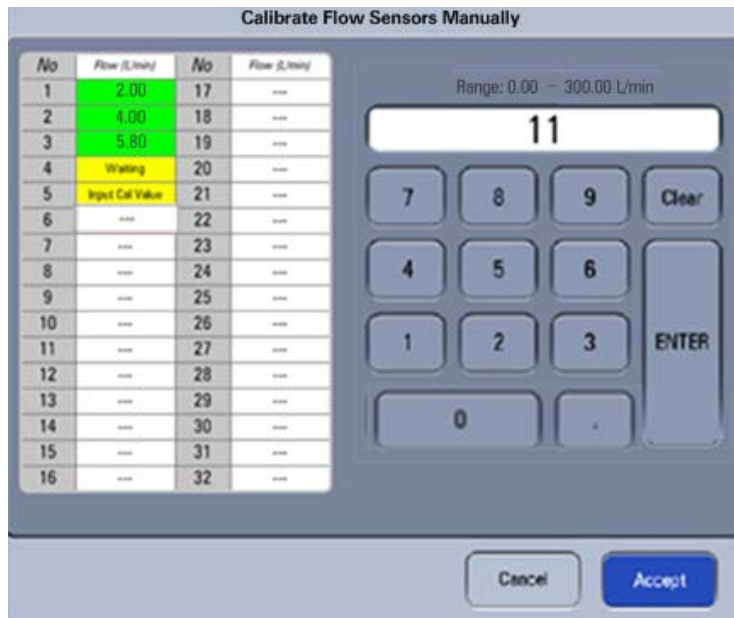 Calibrate Flow Sensors Manually
No Flow (L/min) No Flow (L/min)
1 2.00 17 ---
2 4.00 18 ---
3 5.80 19 ---
4 Waiting 20 ---
5 Input Cal Value 21 ---
6 --- 22 ---
7 --- 23 ---
8 --- 24 ---
9 --- 25 ---
10 --- 26 ---
11 --- 27 ---
12 --- 28 ---
13 --- 29 ---
14 --- 30 ---
15 --- 31 ---
16 --- 32 ---
Range: 0.00 – 300.00 L/min
11
7 8 9 Clear
4 5 6
1 2 3 ENTER
0 .
Cancel Accept